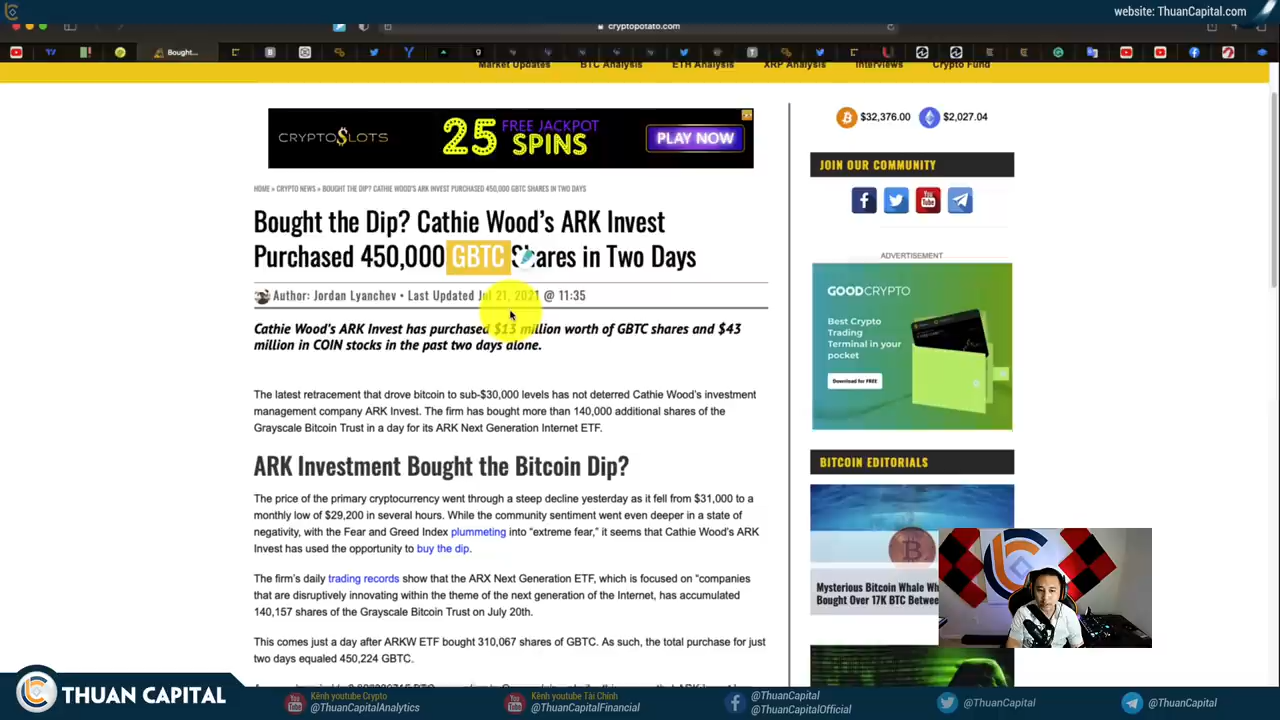 website: ThuanCapital.com
cryptopotato.com
Bought...
Market Updates BTC Analysis ETH Analysis XRP Analysis Interviews Crypto Fund
CRYPTOSLOTS
25 FREE JACKPOT SPINS
PLAY NOW
$32,376.00 $2,027.04
JOIN OUR COMMUNITY
You Tube
HOME » CRYPTO NEWS » BOUGHT THE DIP? CATHIE WOOD'S ARK INVEST PURCHASED 450,000 GBTC SHARES IN TWO DAYS
Bought the Dip? Cathie Wood's ARK Invest
Purchased 450,000 GBTC Shares in Two Days
Author: Jordan Lyanchev • Last Updated Jul 21, 2021 @ 11:35
Cathie Wood's ARK Invest has purchased $13 million worth of GBTC shares and $43
million in COIN stocks in the past two days alone.
The latest retracement that drove bitcoin to sub-$30,000 levels has not deterred Cathie Wood's investment
management company ARK Invest. The firm has bought more than 140,000 additional shares of the
Grayscale Bitcoin Trust in a day for its ARK Next Generation Internet ETF.
ARK Investment Bought the Bitcoin Dip?
The price of the primary cryptocurrency went through a steep decline yesterday as it fell from $31,000 to a
monthly low of $29,200 in several hours. While the community sentiment went even deeper in a state of
negativity, with the Fear and Greed Index plummeting into "extreme fear," it seems that Cathie Wood's ARK
Invest has used the opportunity to buy the dip.
The firm's daily trading records show that the ARX Next Generation ETF, which is focused on "companies
that are disruptively innovating within the theme of the next generation of the Internet, has accumulated
140,157 shares of the Grayscale Bitcoin Trust on July 20th.
This comes just a day after ARKW ETF bought 310,067 shares of GBTC. As such, the total purchase for just
two days equaled 450,224 GBTC.
ADVERTISEMENT
GOODCRYPTO
Best Crypto
Trading
Terminal in your
pocket
Download for FREE
BITCOIN EDITORIALS
Mysterious Bitcoin Whale Wh
Bought Over 17K BTC Between
THUAN CAPITAL
Kênh youtube Crypto
@ThuanCapitalAnalytics
Kênh youtube Tài Chính
@ThuanCapitalFinancial
@ThuanCapital
@ThuanCapitalOfficial
@ThuanCapital
@ThuanCapital